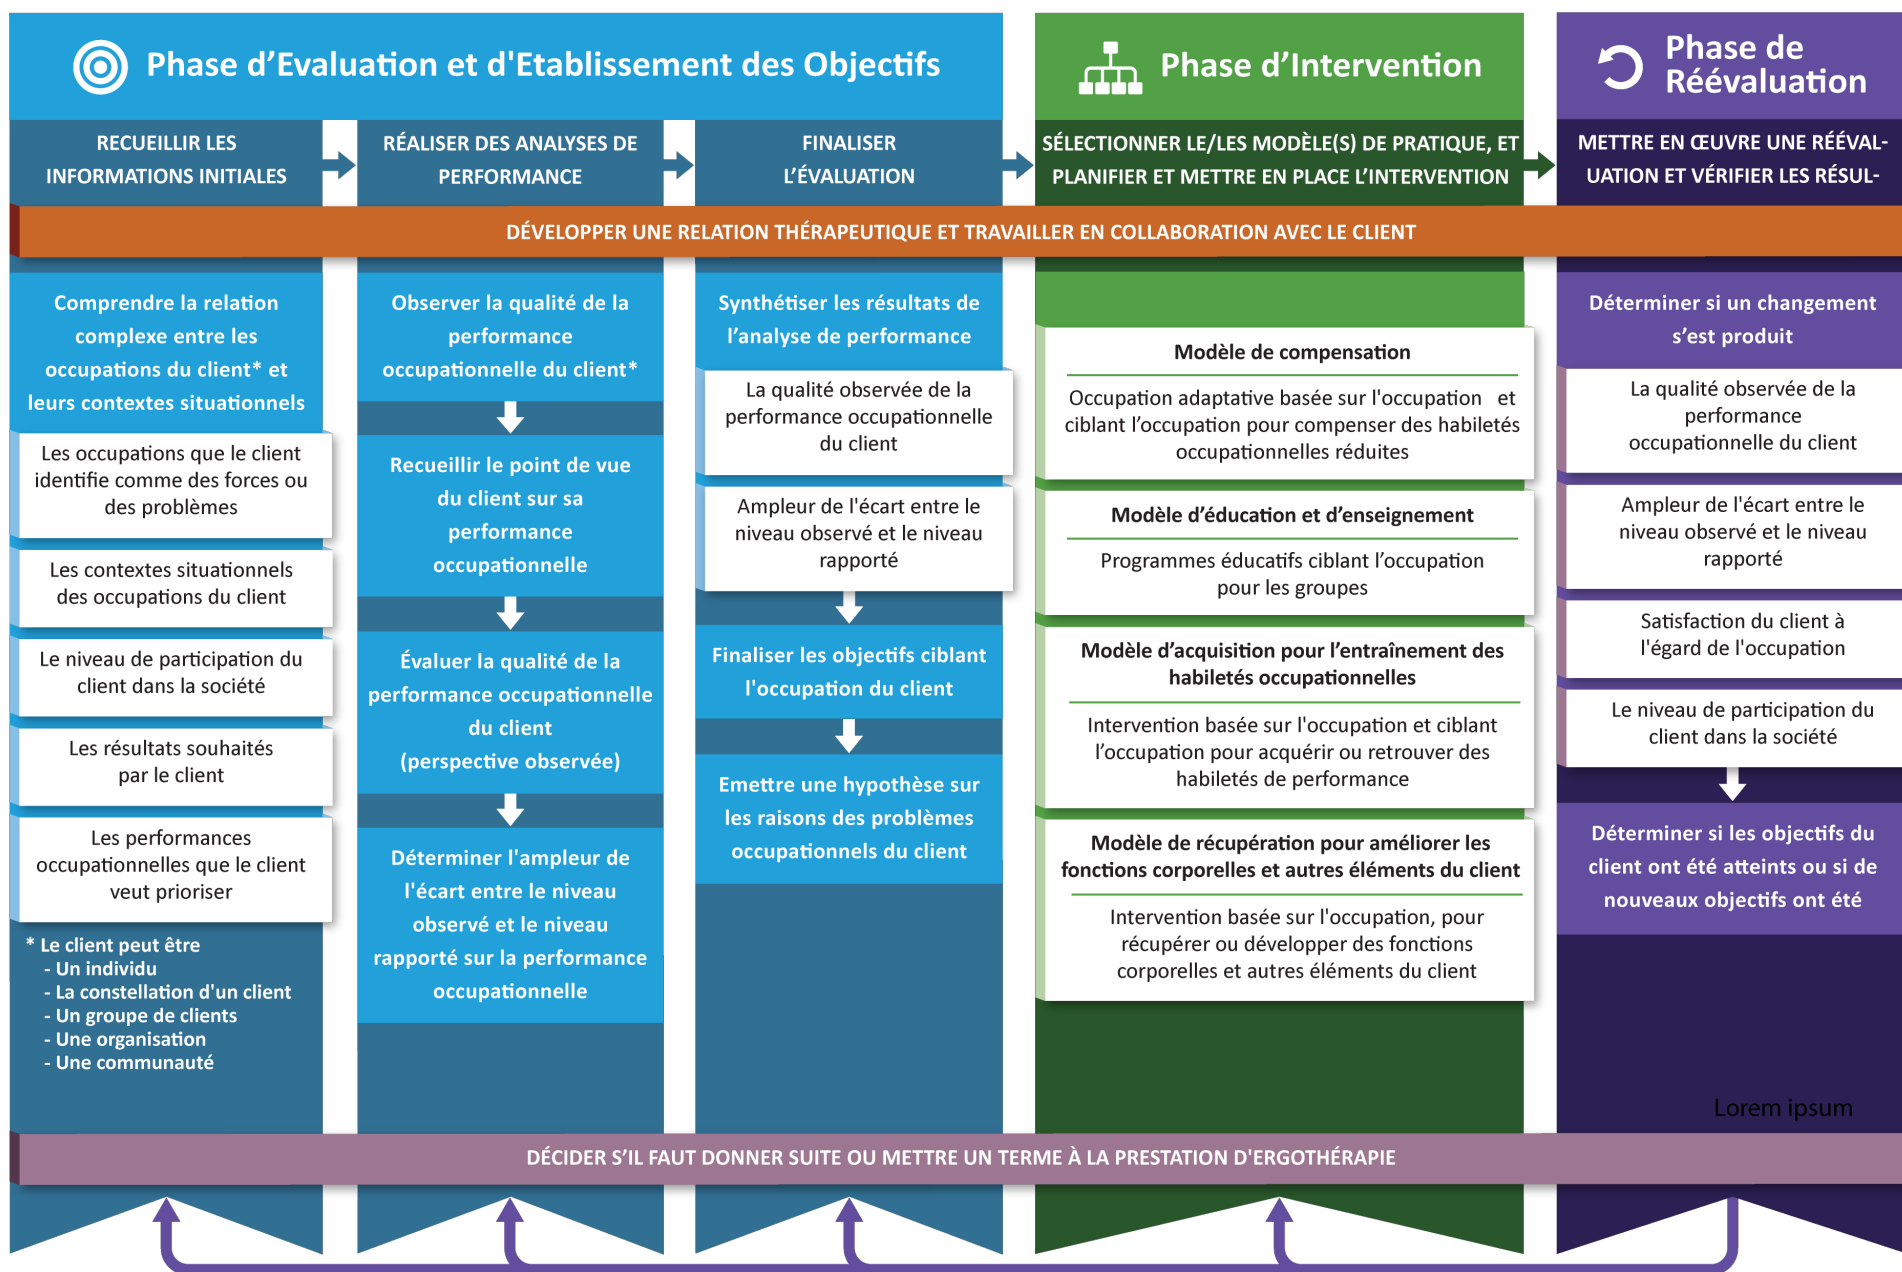 Phase d’Evaluation et d'Etablissement des Objectifs
Phase d’Intervention
Phase de
Réévaluation
RECUEILLIR LES
INFORMATIONS INITIALES
RÉALISER DES ANALYSES DE
PERFORMANCE
FINALISER
L’ÉVALUATION
SÉLECTIONNER LE/LES MODÈLE(S) DE PRATIQUE, ET
PLANIFIER ET METTRE EN PLACE L’INTERVENTION
METTRE EN ŒUVRE UNE RÉÉVAL-
UATION ET VÉRIFIER LES RÉSUL-
DÉVELOPPER UNE RELATION THÉRAPEUTIQUE ET TRAVAILLER EN COLLABORATION AVEC LE CLIENT
Comprendre la relation
complexe entre les
occupations du client* et
leurs contextes situationnels
Les occupations que le client
identifie comme des forces ou
des problèmes
Les contextes situationnels
des occupations du client
Le niveau de participation du
client dans la société
Les résultats souhaités
par le client
Les performances
occupationnelles que le client
veut prioriser
* Le client peut être
- Un individu
- La constellation d'un client
- Un groupe de clients
- Une organisation
- Une communauté
Observer la qualité de la
performance
occupationnelle du client*
Recueillir le point de vue
du client sur sa
performance
occupationnelle
Évaluer la qualité de la
performance occupationnelle
du client
(perspective observée)
Déterminer l'ampleur de
l'écart entre le niveau
observé et le niveau
rapporté sur la performance
occupationnelle
Synthétiser les résultats de
l’analyse de performance
La qualité observée de la
performance occupationnelle
du client
Ampleur de l'écart entre le
niveau observé et le niveau
rapporté
Finaliser les objectifs ciblant
l'occupation du client
Emettre une hypothèse sur
les raisons des problèmes
occupationnels du client
Modèle de compensation
Occupation adaptative basée sur l'occupation et
ciblant l’occupation pour compenser des habiletés
occupationnelles réduites
Modèle d’éducation et d’enseignement
Programmes éducatifs ciblant l’occupation
pour les groupes
Modèle d’acquisition pour l’entraînement des
habiletés occupationnelles
Intervention basée sur l'occupation et ciblant
l’occupation pour acquérir ou retrouver des
habiletés de performance
Modèle de récupération pour améliorer les
fonctions corporelles et autres éléments du client
Intervention basée sur l'occupation, pour
récupérer ou développer des fonctions
corporelles et autres éléments du client
Déterminer si un changement
s’est produit
La qualité observée de la
performance
occupationnelle du client
Ampleur de l'écart entre le
niveau observé et le niveau
rapporté
Satisfaction du client à
l'égard de l'occupation
Le niveau de participation du
client dans la société
Déterminer si les objectifs du
client ont été atteints ou si de
nouveaux objectifs ont été
Lorem ipsum
DÉCIDER S’IL FAUT DONNER SUITE OU METTRE UN TERME À LA PRESTATION D'ERGOTHÉRAPIE